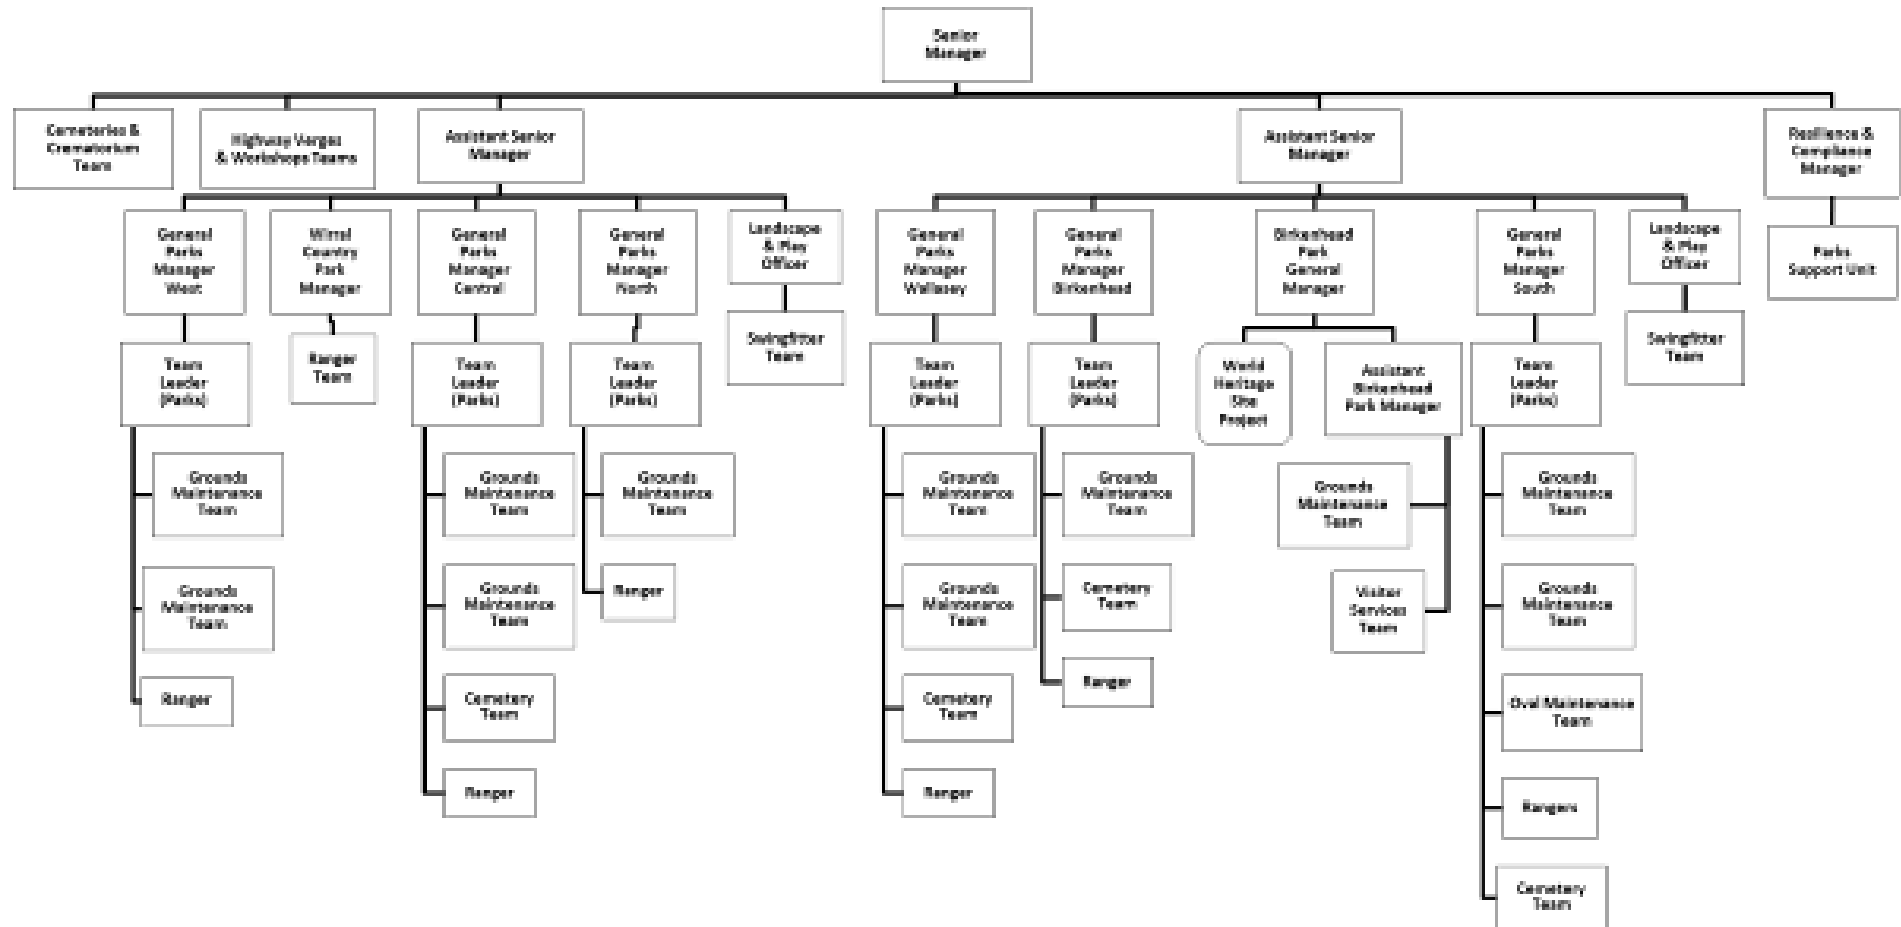 Senior
Manager
Cemeteries &
Crematorium
Team
Highway Verges
& Workshops Teams
Assistant Senior
Manager
Assistant Senior
Manager
Resilience &
Compliance
Manager
General
Parks
Manager
West
Wirral
Country
Park
Manager
General
Parks
Manager
Central
General
Parks
Manager
North
Landscape
& Play
Officer
General
Parks
Manager
Wallasey
General
Parks
Manager
Birkenhead
Birkenhead
Park
General
Manager
General
Parks
Manager
South
Landscape
& Play
Officer
Parks
Support Unit
Team
Leader
(Parks)
Ranger
Team
Team
Leader
(Parks)
Team
Leader
(Parks)
Swingfitter
Team
Team
Leader
(Parks)
Team
Leader
(Parks)
World
Heritage
Site
Project
Assistant
Birkenhead
Park Manager
Team
Leader
(Parks)
Swingfitter
Team
Grounds
Maintenance
Team
Grounds
Maintenance
Team
Grounds
Maintenance
Team
Grounds
Maintenance
Team
Grounds
Maintenance
Team
Grounds
Maintenance
Team
Grounds
Maintenance
Team
Grounds
Maintenance
Team
Grounds
Maintenance
Team
Ranger
Grounds
Maintenance
Team
Cemetery
Team
Visitor
Services
Team
Grounds
Maintenance
Team
Ranger
Cemetery
Team
Cemetery
Team
Ranger
Oval Maintenance
Team
Ranger
Ranger
Rangers
Cemetery
Team